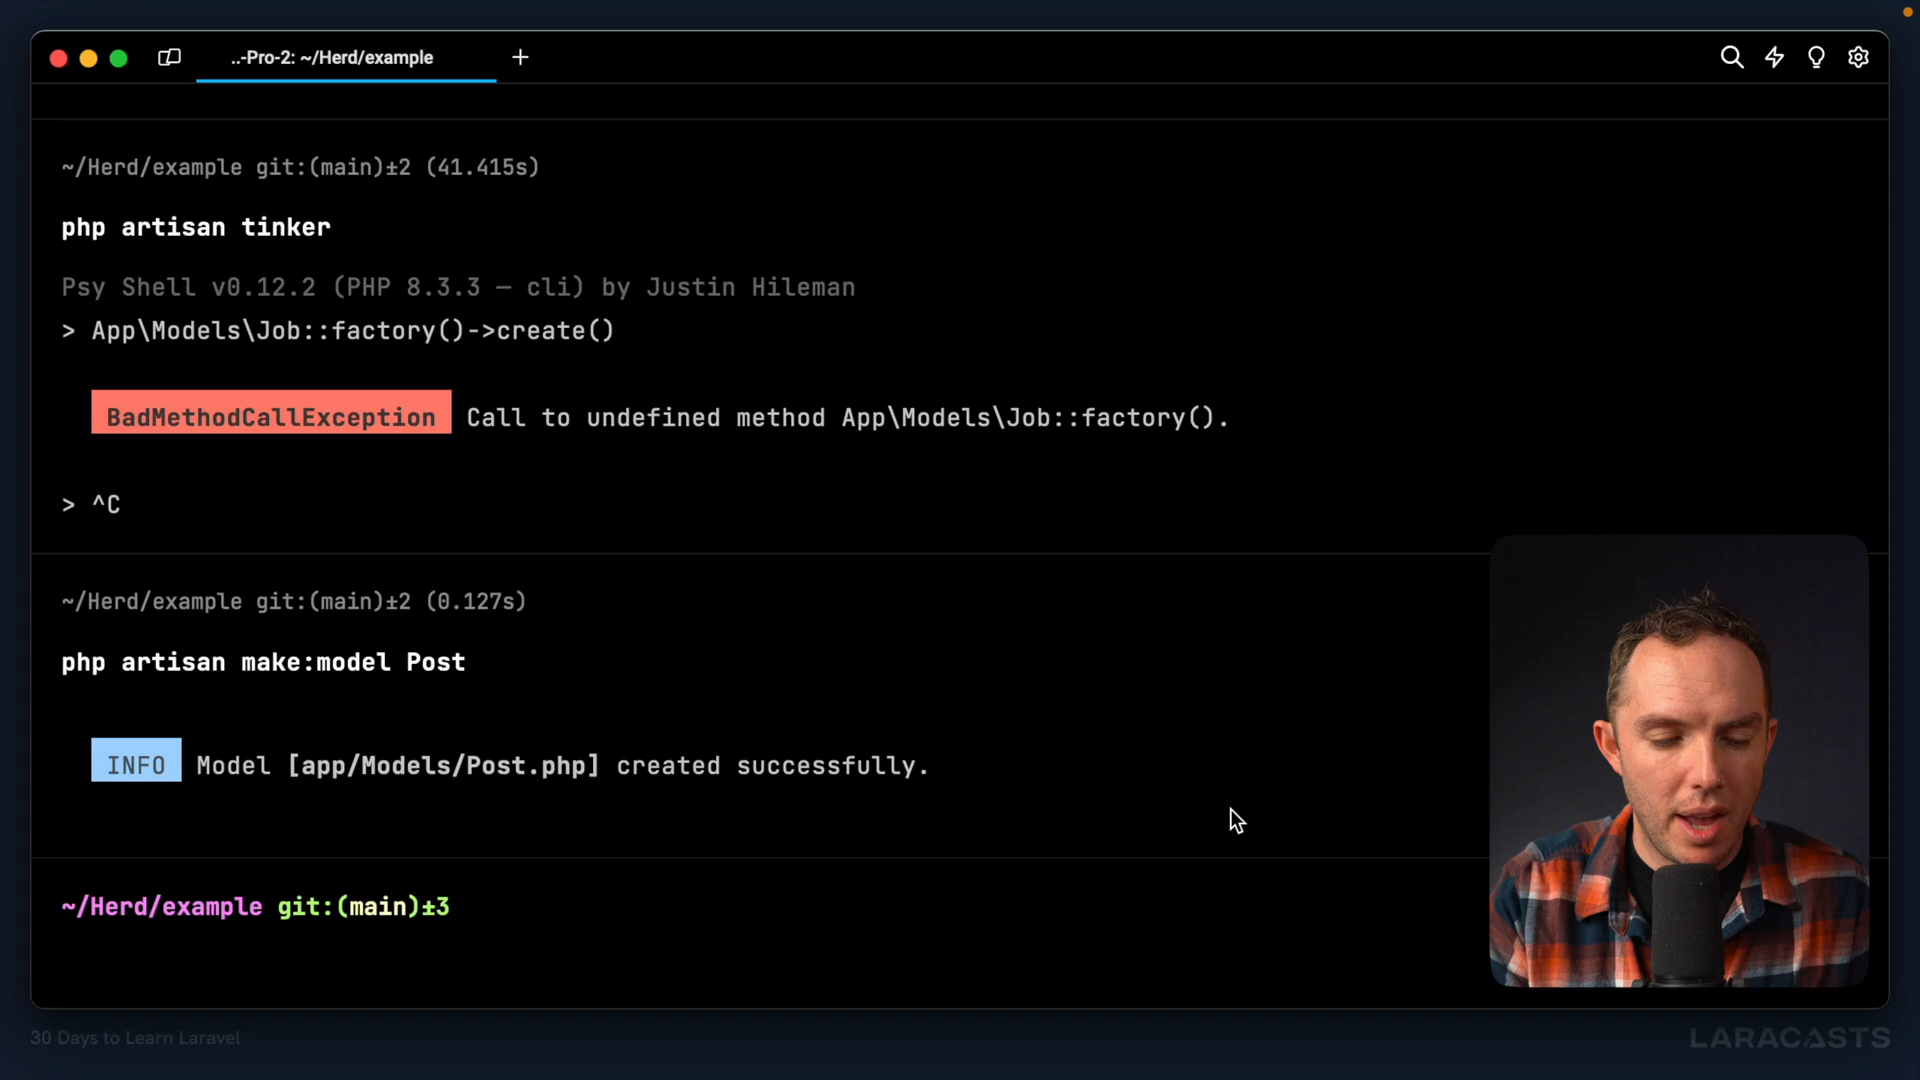 ..-Pro-2: ~/Herd/example
~/Herd/example git:(main)±2 (41.415s)
php artisan tinker
Psy Shell v0.12.2 (PHP 8.3.3 — cli) by Justin Hileman
> App\Models\Job::factory()->create()
BadMethodCallException Call to undefined method App\Models\Job::factory().
> ^C
~/Herd/example git:(main)±2 (0.127s)
php artisan make:model Post
INFO Model [app/Models/Post.php] created successfully.
~/Herd/example git:(main)±3
30 Days to Learn Laravel
LARACASTS